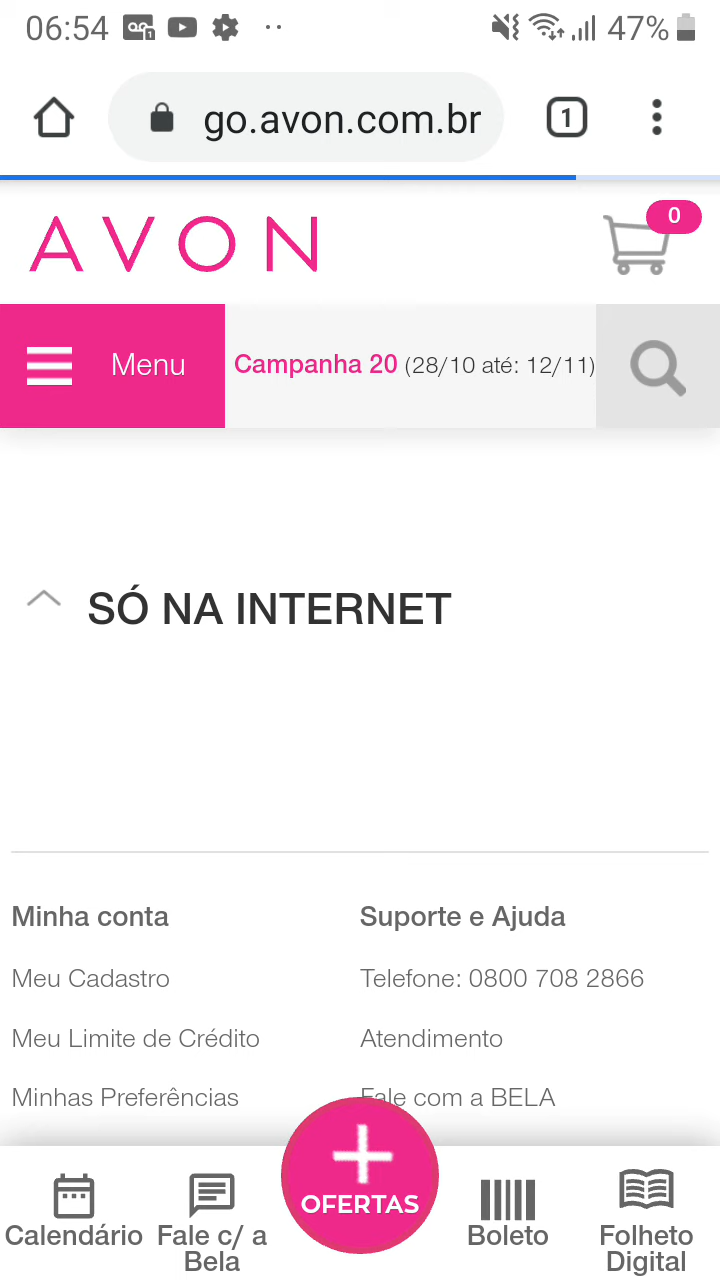 06:54
47%
go.avon.com.br
1
AVON
0
Menu
Campanha 20 (28/10 até: 12/11)
SÓ NA INTERNET
Minha conta
Suporte e Ajuda
Meu Cadastro
Telefone: 0800 708 2866
Meu Limite de Crédito
Atendimento
Minhas Preferências
Fale com a BELA
OFERTAS
Calendário
Fale c/ a
Bela
Boleto
Folheto
Digital